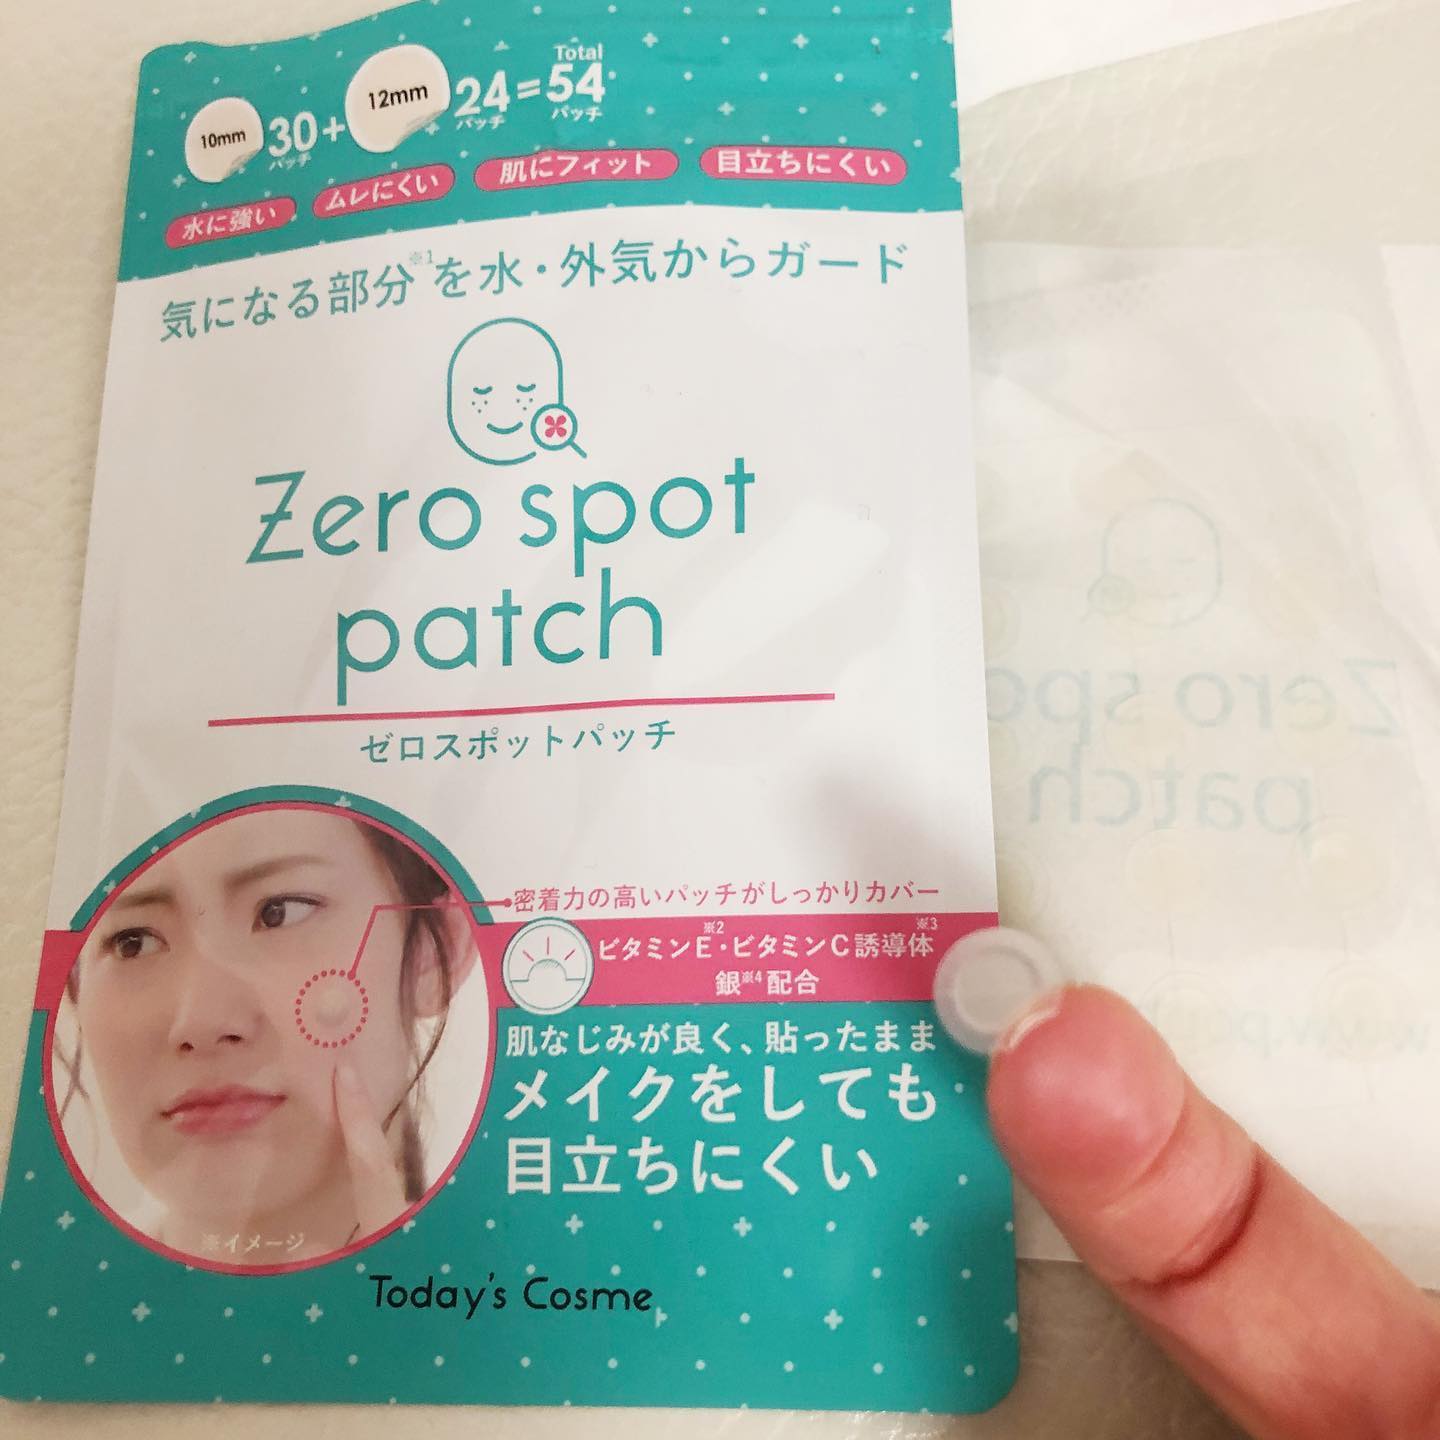 10mm 30 + 12mm 24 = Total 54
パッチ パッチ パッチ
水に強い ムレにくい 肌にフィット 目立ちにくい
気になる部分※1を水・外気からガード
Zero spot
patch
ゼロスポットパッチ
密着力の高いパッチがしっかりカバー
ビタミンE※2・ビタミンC誘導体※3
銀※4配合
肌なじみが良く、貼ったまま
メイクをしても
目立ちにくい
※イメージ
Today's Cosme
Zero spot
patch